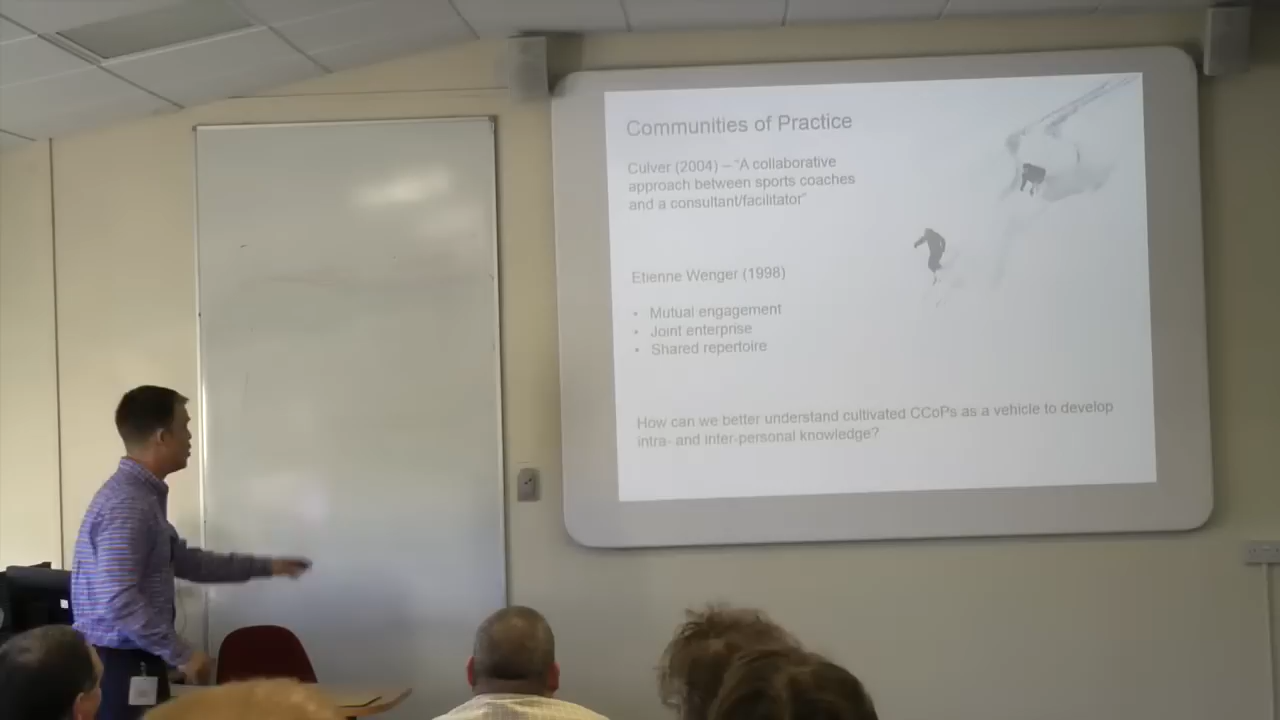 Communities of Practice
Culver (2004) – "A collaborative
approach between sports coaches
and a consultant/facilitator"
Etienne Wenger (1998)
• Mutual engagement
• Joint enterprise
• Shared repertoire
How can we better understand cultivated CCoPs as a vehicle to develop
intra- and inter-personal knowledge?